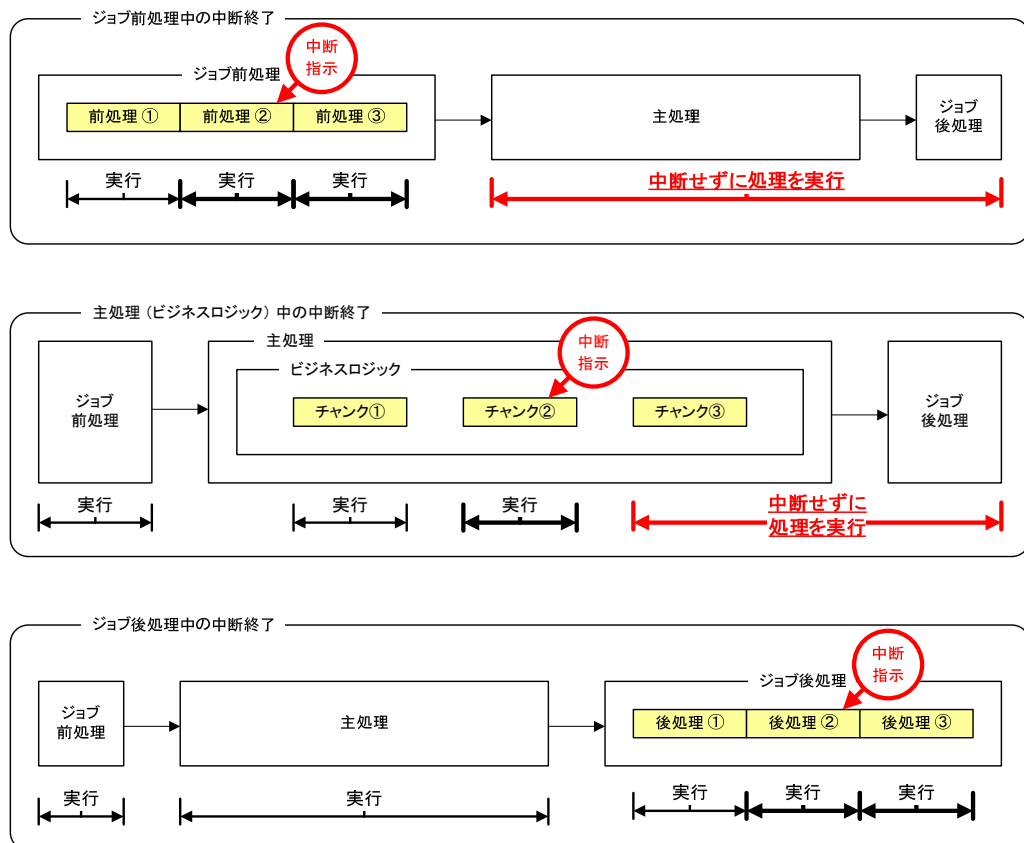 ジョブ前処理中の中断終了
中断
指示
ジョブ前処理
前処理 ①
前処理 ②
前処理 ③
主処理
ジョブ
後処理
実行
実行
実行
中断せずに処理を実行
主処理（ビジネスロジック）中の中断終了
中断
指示
主処理
ビジネスロジック
ジョブ
前処理
チャンク①
チャンク②
チャンク③
ジョブ
後処理
実行
実行
実行
中断せずに
処理を実行
ジョブ後処理中の中断終了
中断
指示
ジョブ後処理
ジョブ
前処理
主処理
後処理 ①
後処理 ②
後処理 ③
実行
実行
実行
実行
実行